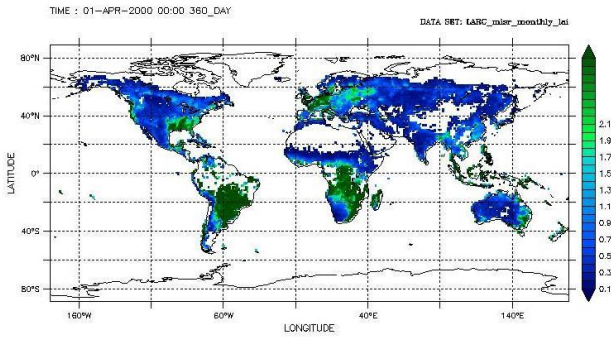 TIME : 01-APR-2000 00:00 360_DAY
DATA SET: tARC_misr_monthly_lai
80°N
40°N
0°
40°S
80°S
LATITUDE
160°W
60°W
40°E
140°E
LONGITUDE
2.1
1.9
1.7
1.5
1.3
1.1
0.9
0.7
0.5
0.3
0.1